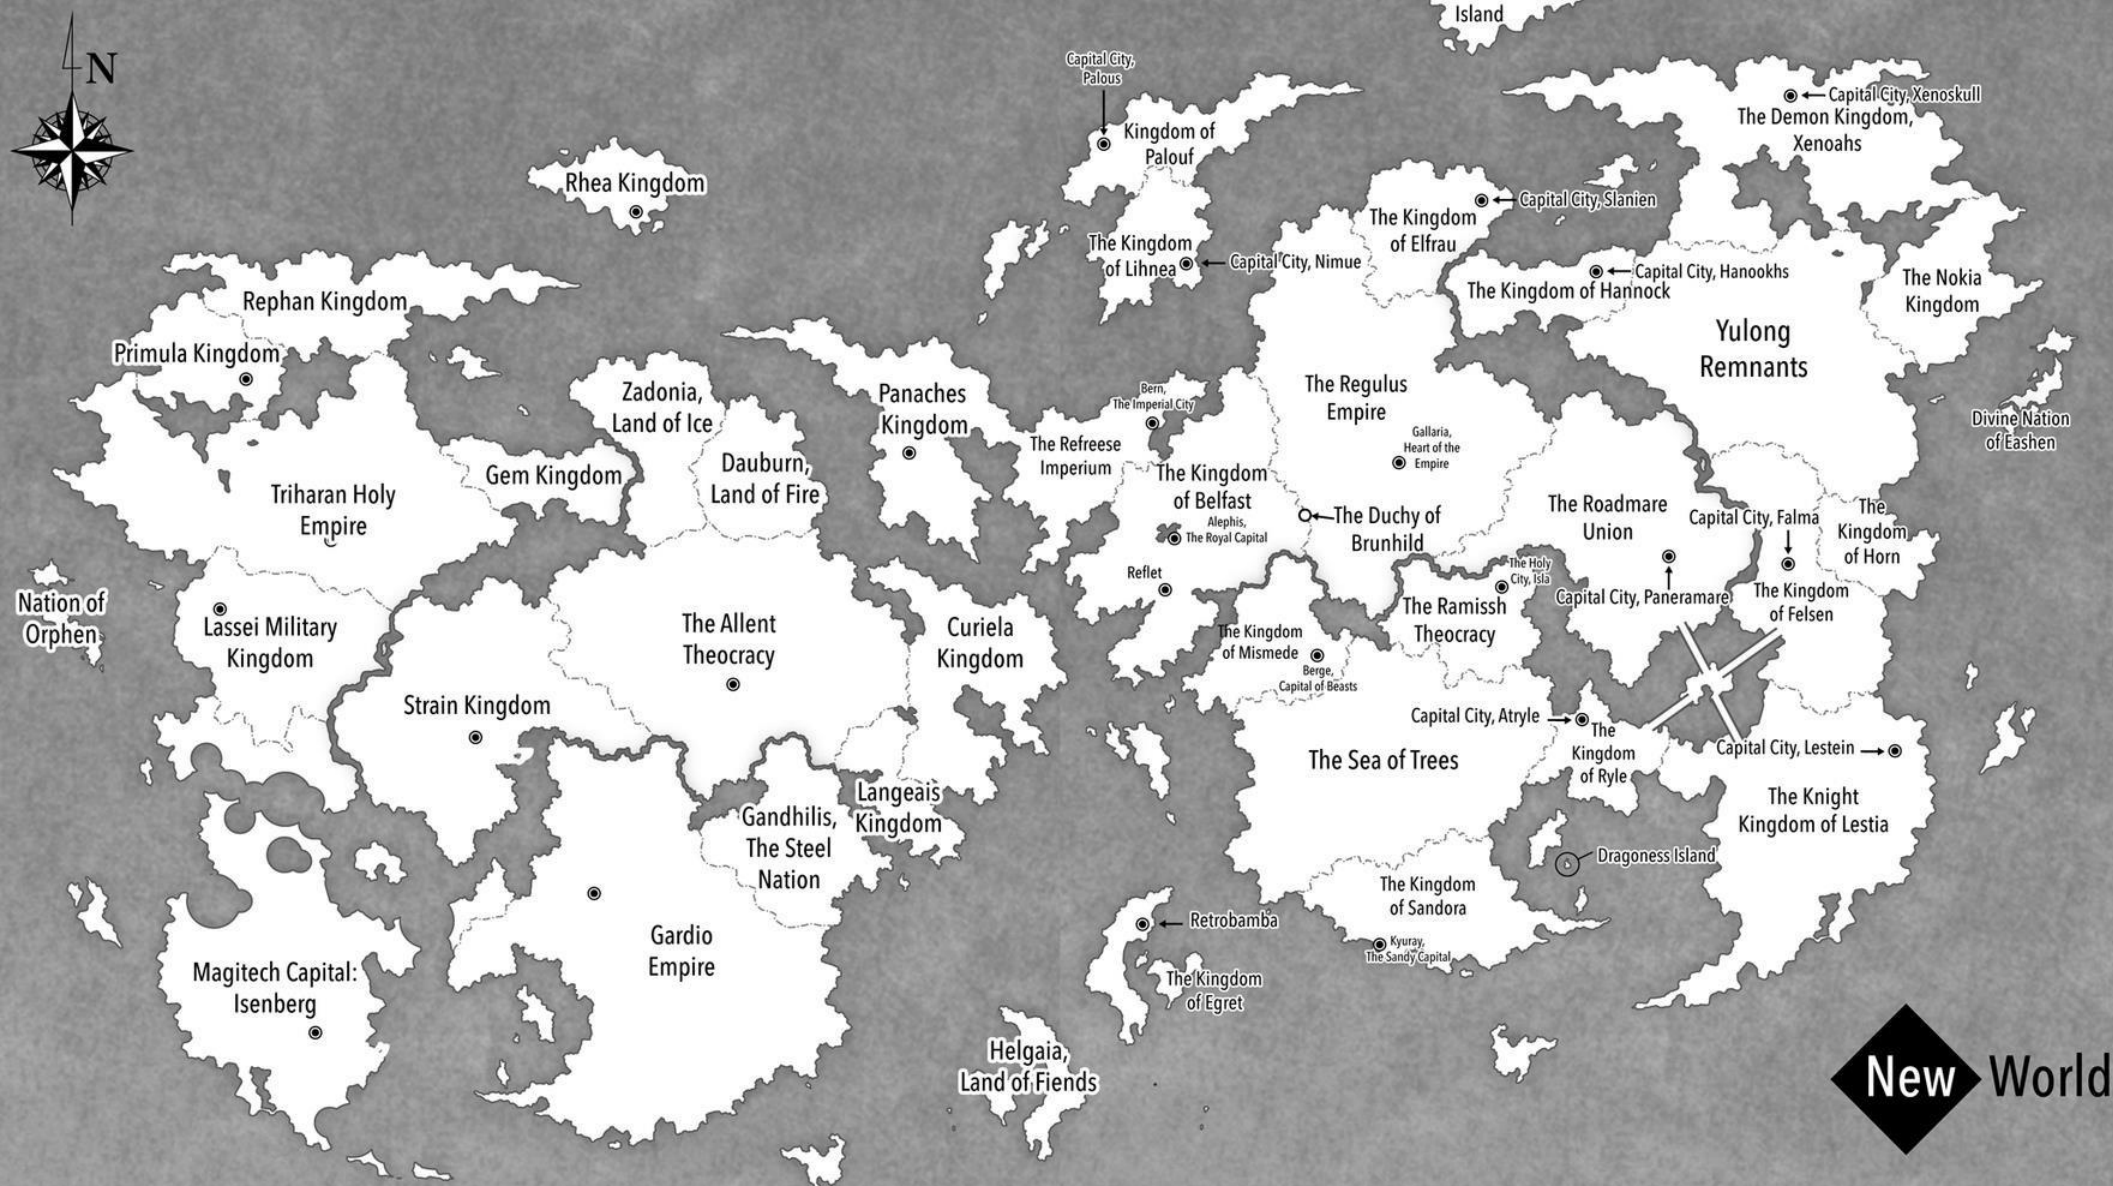 Island
N
Capital City,
Palous
Capital City, Xenoskull
The Demon Kingdom,
Xenoahs
Kingdom of
Palouf
Rhea Kingdom
Capital City, Slanien
The Kingdom
of Elfrau
The Kingdom
of Lihnea
Capital City, Nimue
Capital City, Hanookhs
The Kingdom of Hannock
The Nokia
Kingdom
Rephan Kingdom
Primula Kingdom
Yulong
Remnants
Zadonia,
Land of Ice
Panaches
Kingdom
Bern,
The Imperial City
The Regulus
Empire
Divine Nation
of Eashen
The Refreese
Imperium
Gallaria,
Heart of the
Empire
Gem Kingdom
Dauburn,
Land of Fire
The Kingdom
of Belfast
Triharan Holy
Empire
Alephis,
The Royal Capital
The Duchy of
Brunhild
The Roadmare
Union
Capital City, Falma
The
Kingdom
of Horn
Reflet
The Holy
City, Isla
Nation of
Orphen
Capital City, Paneramare
The Kingdom
of Felsen
Lassei Military
Kingdom
The Allent
Theocracy
Curiela
Kingdom
The Kingdom
of Mismede
The Ramissh
Theocracy
Berge,
Capital of Beasts
Strain Kingdom
Capital City, Atryle
The
Kingdom
of Ryle
Capital City, Lestein
The Sea of Trees
Langeais
Kingdom
The Knight
Kingdom of Lestia
Gandhilis,
The Steel
Nation
Dragoness Island
The Kingdom
of Sandora
Retrobamba
Gardio
Empire
Kyuray,
The Sandy Capital
Magitech Capital:
Isenberg
The Kingdom
of Egret
Helgaia,
Land of Fiends
New World